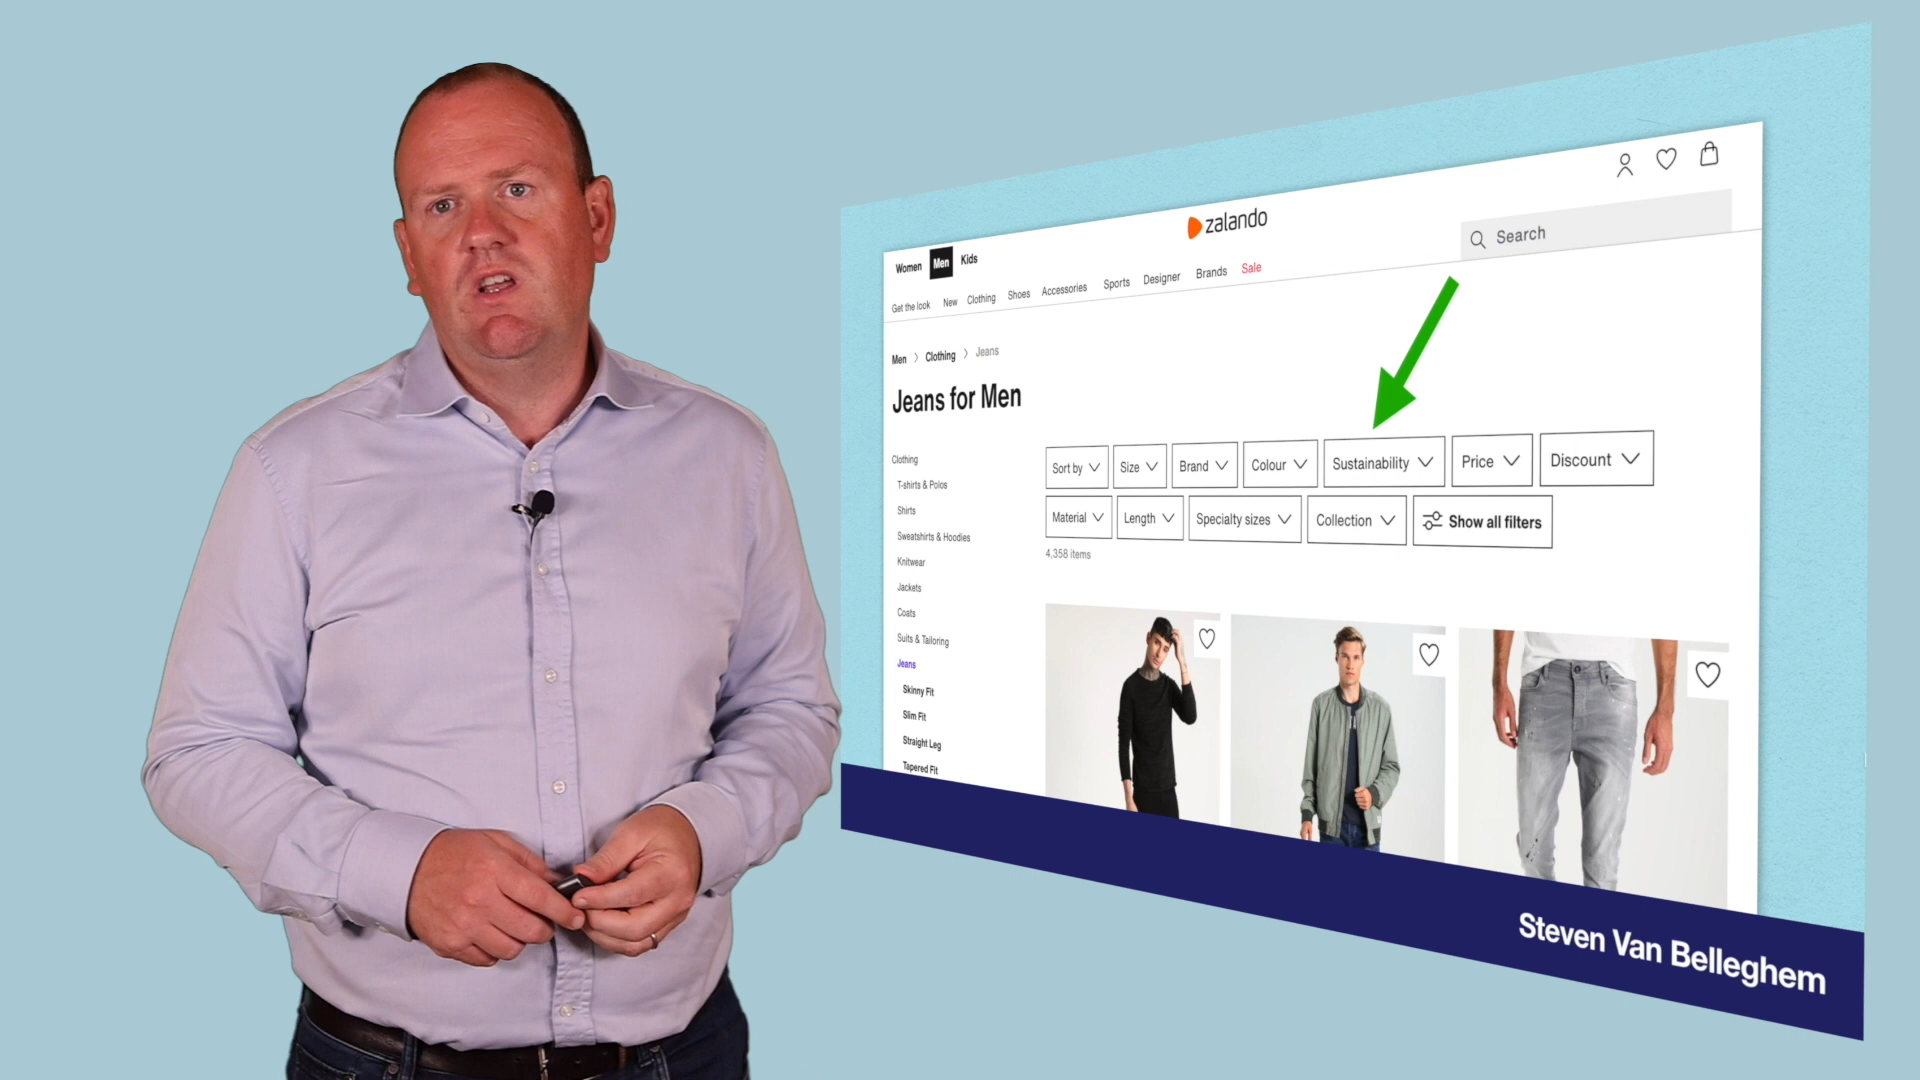 zalando
Search
Women Men Kids
Get the look New Clothing Shoes Accessories Sports Designer Brands Sale
Men > Clothing > Jeans
Jeans for Men
Clothing
T-shirts & Polos
Shirts
Sweatshirts & Hoodies
Knitwear
Jackets
Coats
Suits & Tailoring
Jeans
Skinny Fit
Slim Fit
Straight Leg
Tapered Fit
Sort by Size Brand Colour Sustainability Price Discount
Material Length Specialty sizes Collection Show all filters
4,358 items
Steven Van Belleghem